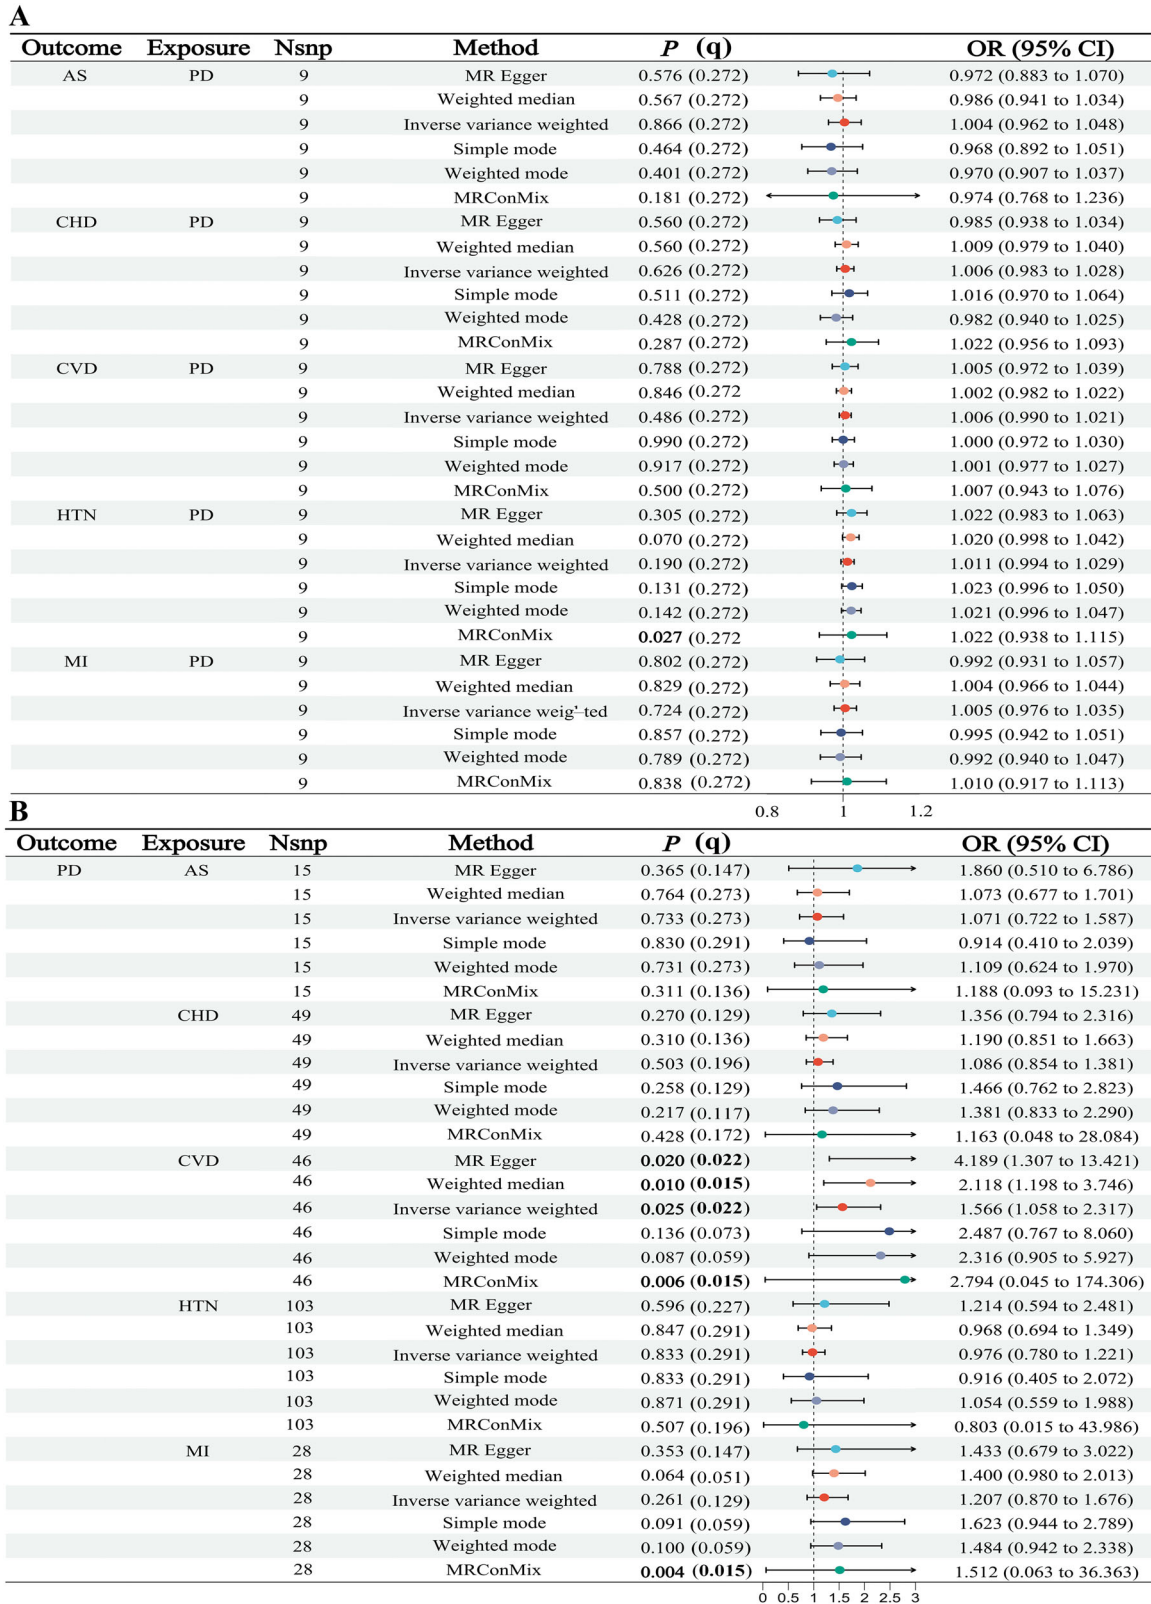 A
Outcome Exposure Nsnp Method P (q) OR (95% CI)
AS PD 9 MR Egger 0.576 (0.272) 0.972 (0.883 to 1.070)
9 Weighted median 0.567 (0.272) 0.986 (0.941 to 1.034)
9 Inverse variance weighted 0.866 (0.272) 1.004 (0.962 to 1.048)
9 Simple mode 0.464 (0.272) 0.968 (0.892 to 1.051)
9 Weighted mode 0.401 (0.272) 0.970 (0.907 to 1.037)
9 MRConMix 0.181 (0.272) 0.974 (0.768 to 1.236)
CHD PD 9 MR Egger 0.560 (0.272) 0.985 (0.938 to 1.034)
9 Weighted median 0.560 (0.272) 1.009 (0.979 to 1.040)
9 Inverse variance weighted 0.626 (0.272) 1.006 (0.983 to 1.028)
9 Simple mode 0.511 (0.272) 1.016 (0.970 to 1.064)
9 Weighted mode 0.428 (0.272) 0.982 (0.940 to 1.025)
9 MRConMix 0.287 (0.272) 1.022 (0.956 to 1.093)
CVD PD 9 MR Egger 0.788 (0.272) 1.005 (0.972 to 1.039)
9 Weighted median 0.846 (0.272 1.002 (0.982 to 1.022)
9 Inverse variance weighted 0.486 (0.272) 1.006 (0.990 to 1.021)
9 Simple mode 0.990 (0.272) 1.000 (0.972 to 1.030)
9 Weighted mode 0.917 (0.272) 1.001 (0.977 to 1.027)
9 MRConMix 0.500 (0.272) 1.007 (0.943 to 1.076)
HTN PD 9 MR Egger 0.305 (0.272) 1.022 (0.983 to 1.063)
9 Weighted median 0.070 (0.272) 1.020 (0.998 to 1.042)
9 Inverse variance weighted 0.190 (0.272) 1.011 (0.994 to 1.029)
9 Simple mode 0.131 (0.272) 1.023 (0.996 to 1.050)
9 Weighted mode 0.142 (0.272) 1.021 (0.996 to 1.047)
9 MRConMix 0.027 (0.272 1.022 (0.938 to 1.115)
MI PD 9 MR Egger 0.802 (0.272) 0.992 (0.931 to 1.057)
9 Weighted median 0.829 (0.272) 1.004 (0.966 to 1.044)
9 Inverse variance 0.724 (0.272) 1.005 (0.976 to 1.035)
9 Simple mode 0.857 (0.272) 0.995 (0.942 to 1.051)
9 Weighted mode 0.789 (0.272) 0.992 (0.940 to 1.047)
9 MRConMix 0.838 (0.272) 1.010 (0.917 to 1.113)
0.8 1 1.2
B
Outcome Exposure Nsnp Method P (q) OR (95% CI)
PD AS 15 MR Egger 0.365 (0.147) 1.860 (0.510 to 6.786)
15 Weighted median 0.764 (0.273) 1.073 (0.677 to 1.701)
15 Inverse variance weighted 0.733 (0.273) 1.071 (0.722 to 1.587)
15 Simple mode 0.830 (0.291) 0.914 (0.410 to 2.039)
15 Weighted mode 0.731 (0.273) 1.109 (0.624 to 1.970)
15 MRConMix 0.311 (0.136) 1.188 (0.093 to 15.231)
CHD 49 MR Egger 0.270 (0.129) 1.356 (0.794 to 2.316)
49 Weighted median 0.310 (0.136) 1.190 (0.851 to 1.663)
49 Inverse variance weighted 0.503 (0.196) 1.086 (0.854 to 1.381)
49 Simple mode 0.258 (0.129) 1.466 (0.762 to 2.823)
49 Weighted mode 0.217 (0.117) 1.381 (0.833 to 2.290)
49 MRConMix 0.428 (0.172) 1.163 (0.048 to 28.084)
CVD 46 MR Egger 0.020 (0.022) 4.189 (1.307 to 13.421)
46 Weighted median 0.010 (0.015) 2.118 (1.198 to 3.746)
46 Inverse variance weighted 0.025 (0.022) 1.566 (1.058 to 2.317)
46 Simple mode 0.136 (0.073) 2.487 (0.767 to 8.060)
46 Weighted mode 0.087 (0.059) 2.316 (0.905 to 5.927)
46 MRConMix 0.006 (0.015) 2.794 (0.045 to 174.306)
HTN 103 MR Egger 0.596 (0.227) 1.214 (0.594 to 2.481)
103 Weighted median 0.847 (0.291) 0.968 (0.694 to 1.349)
103 Inverse variance weighted 0.833 (0.291) 0.976 (0.780 to 1.221)
103 Simple mode 0.833 (0.291) 0.916 (0.405 to 2.072)
103 Weighted mode 0.871 (0.291) 1.054 (0.559 to 1.988)
103 MRConMix 0.507 (0.196) 0.803 (0.015 to 43.986)
MI 28 MR Egger 0.353 (0.147) 1.433 (0.679 to 3.022)
28 Weighted median 0.064 (0.051) 1.400 (0.980 to 2.013)
28 Inverse variance weighted 0.261 (0.129) 1.207 (0.870 to 1.676)
28 Simple mode 0.091 (0.059) 1.623 (0.944 to 2.789)
28 Weighted mode 0.100 (0.059) 1.484 (0.942 to 2.338)
28 MRConMix 0.004 (0.015) 1.512 (0.063 to 36.363)
0 0.5 1 1.5 2 2.5 3